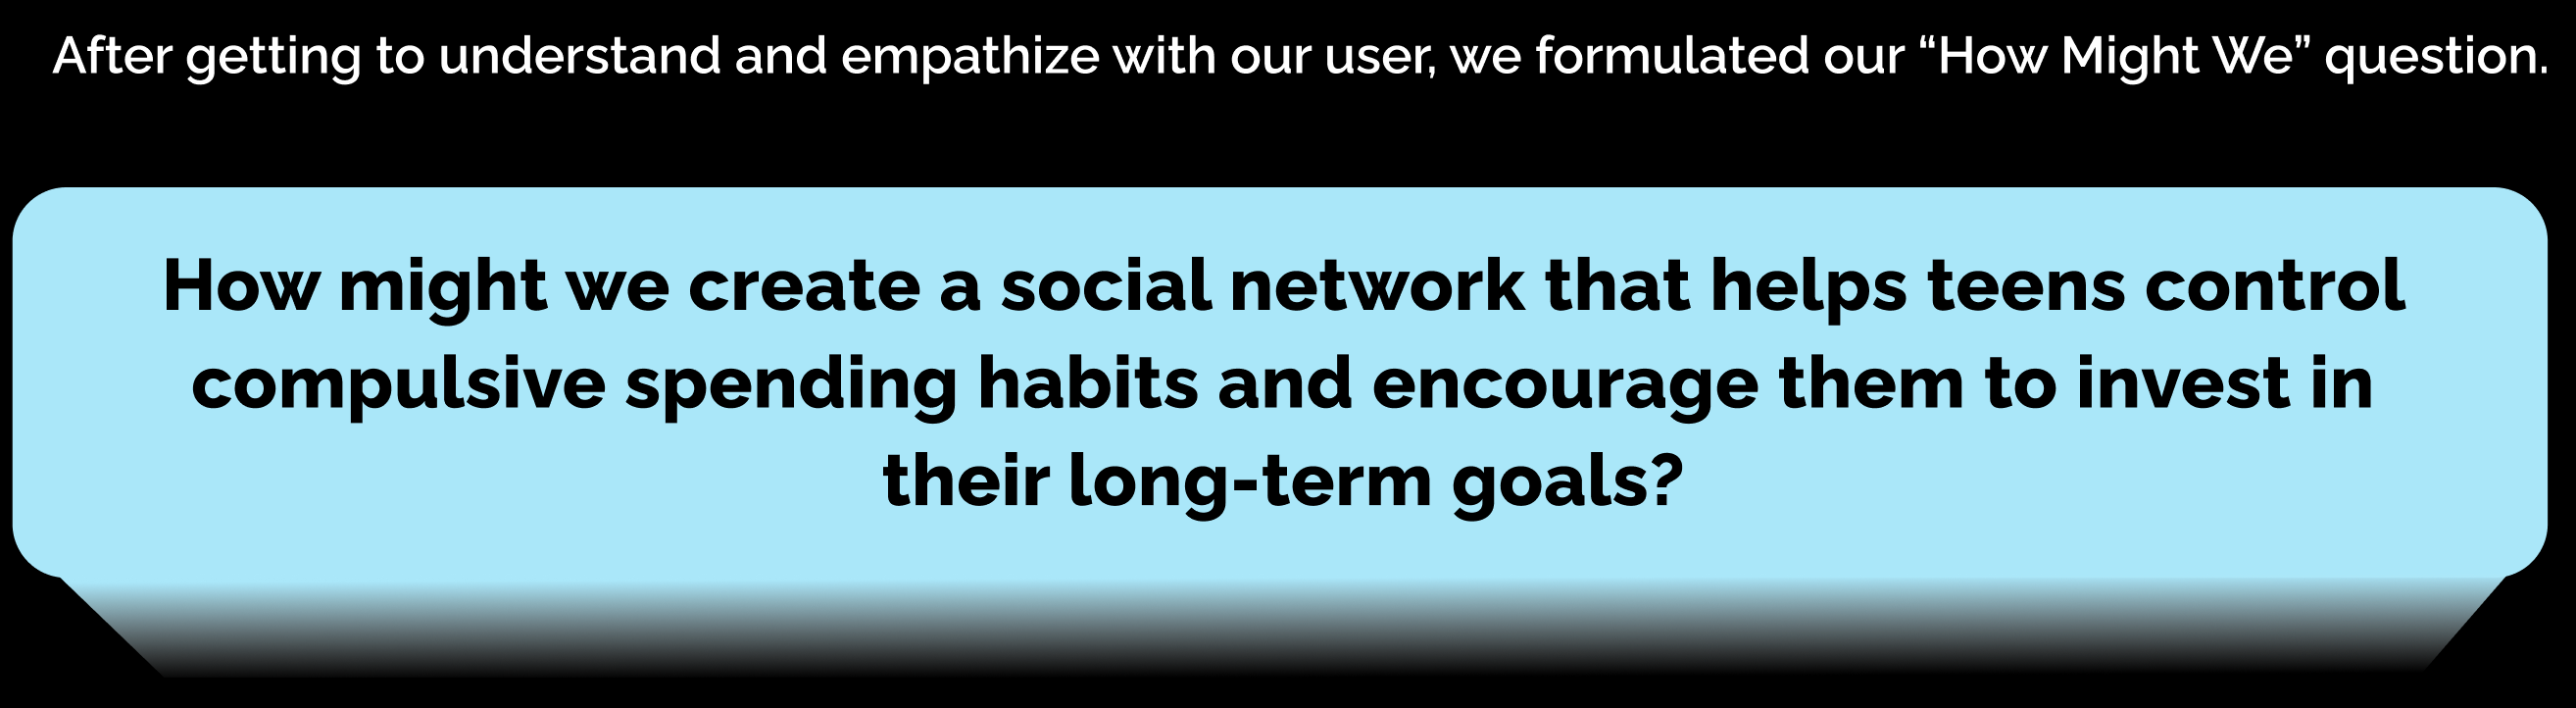 After getting to understand and empathize with our user, we formulated our “How Might We” question.
How might we create a social network that helps teens control
compulsive spending habits and encourage them to invest in
their long-term goals?